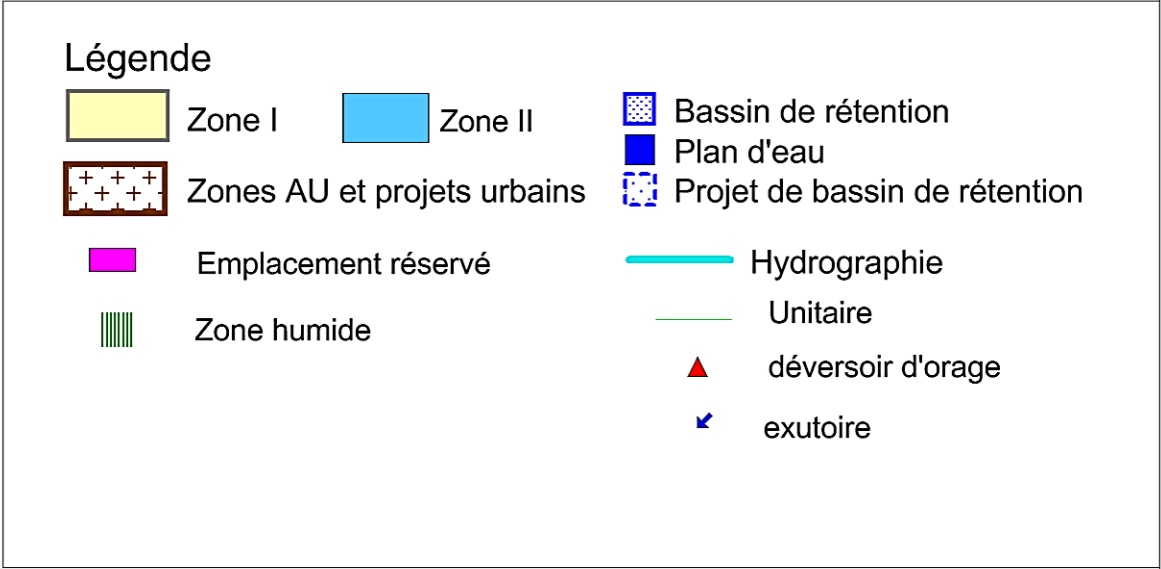 Légende
Zone I
Zone II
Zones AU et projets urbains
Emplacement réservé
Zone humide
Bassin de rétention
Plan d'eau
Projet de bassin de rétention
Hydrographie
Unitaire
déversoir d'orage
exutoire